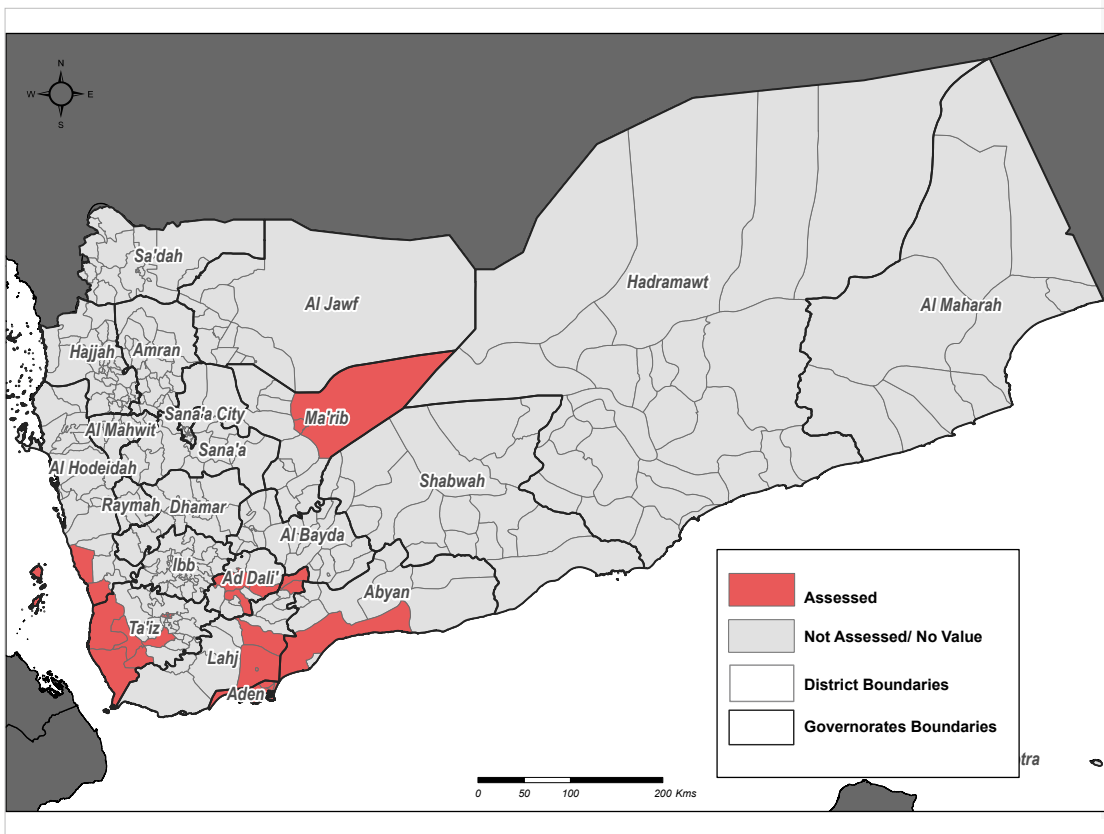 N
W E
S
Sa'dah
Hadramawt
Al Jawf
Al Maharah
Hajjah
Amran
Sana'a City
Ma'rib
Al Mahwit
Sana'a
Al Hodeidah
Shabwah
Raymah
Dhamar
Al Bayda
Ibb
Ad Dali'
Abyan
Ta'iz
Lahj
Aden
Assessed
Not Assessed/ No Value
District Boundaries
Governorates Boundaries
tra
0 50 100 200 Kms